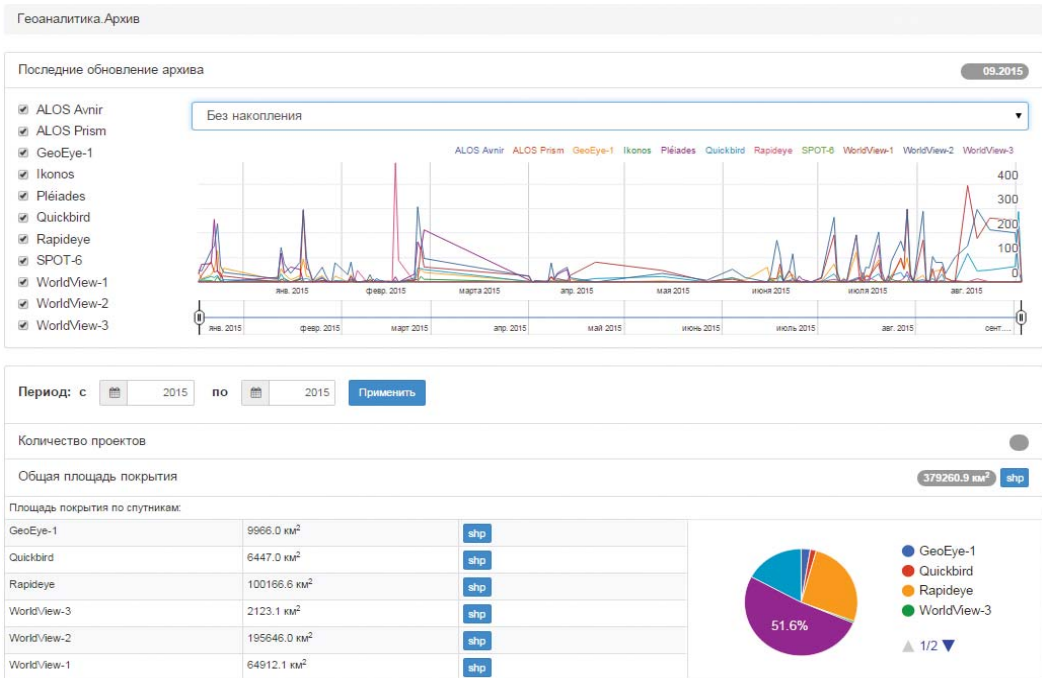 Геоаналитика.Архив
Последние обновление архива
09.2015
ALOS Avnir
ALOS Prism
GeoEye-1
Ikonos
Pléiades
Quickbird
Rapideye
SPOT-6
WorldView-1
WorldView-2
WorldView-3
Без накопления
ALOS Avnir ALOS Prism GeoEye-1 Ikonos Pléiades Quickbird Rapideye SPOT-6 WorldView-1 WorldView-2 WorldView-3
400
300
200
100
0
янв. 2015 февр. 2015 марта 2015 апр. 2015 мая 2015 июня 2015 июля 2015 авг. 2015
янв. 2015 февр. 2015 март 2015 апр. 2015 май 2015 июнь 2015 июль 2015 авг. 2015 сент....
Период: с 2015 по 2015 Применить
Количество проектов
Общая площадь покрытия 379260.9 км² shp
Площадь покрытия по спутникам:
GeoEye-1 9966.0 км² shp
Quickbird 6447.0 км² shp
Rapideye 100166.6 км² shp
WorldView-3 2123.1 км² shp
WorldView-2 195646.0 км² shp
WorldView-1 64912.1 км² shp
51.6%
GeoEye-1
Quickbird
Rapideye
WorldView-3
1/2